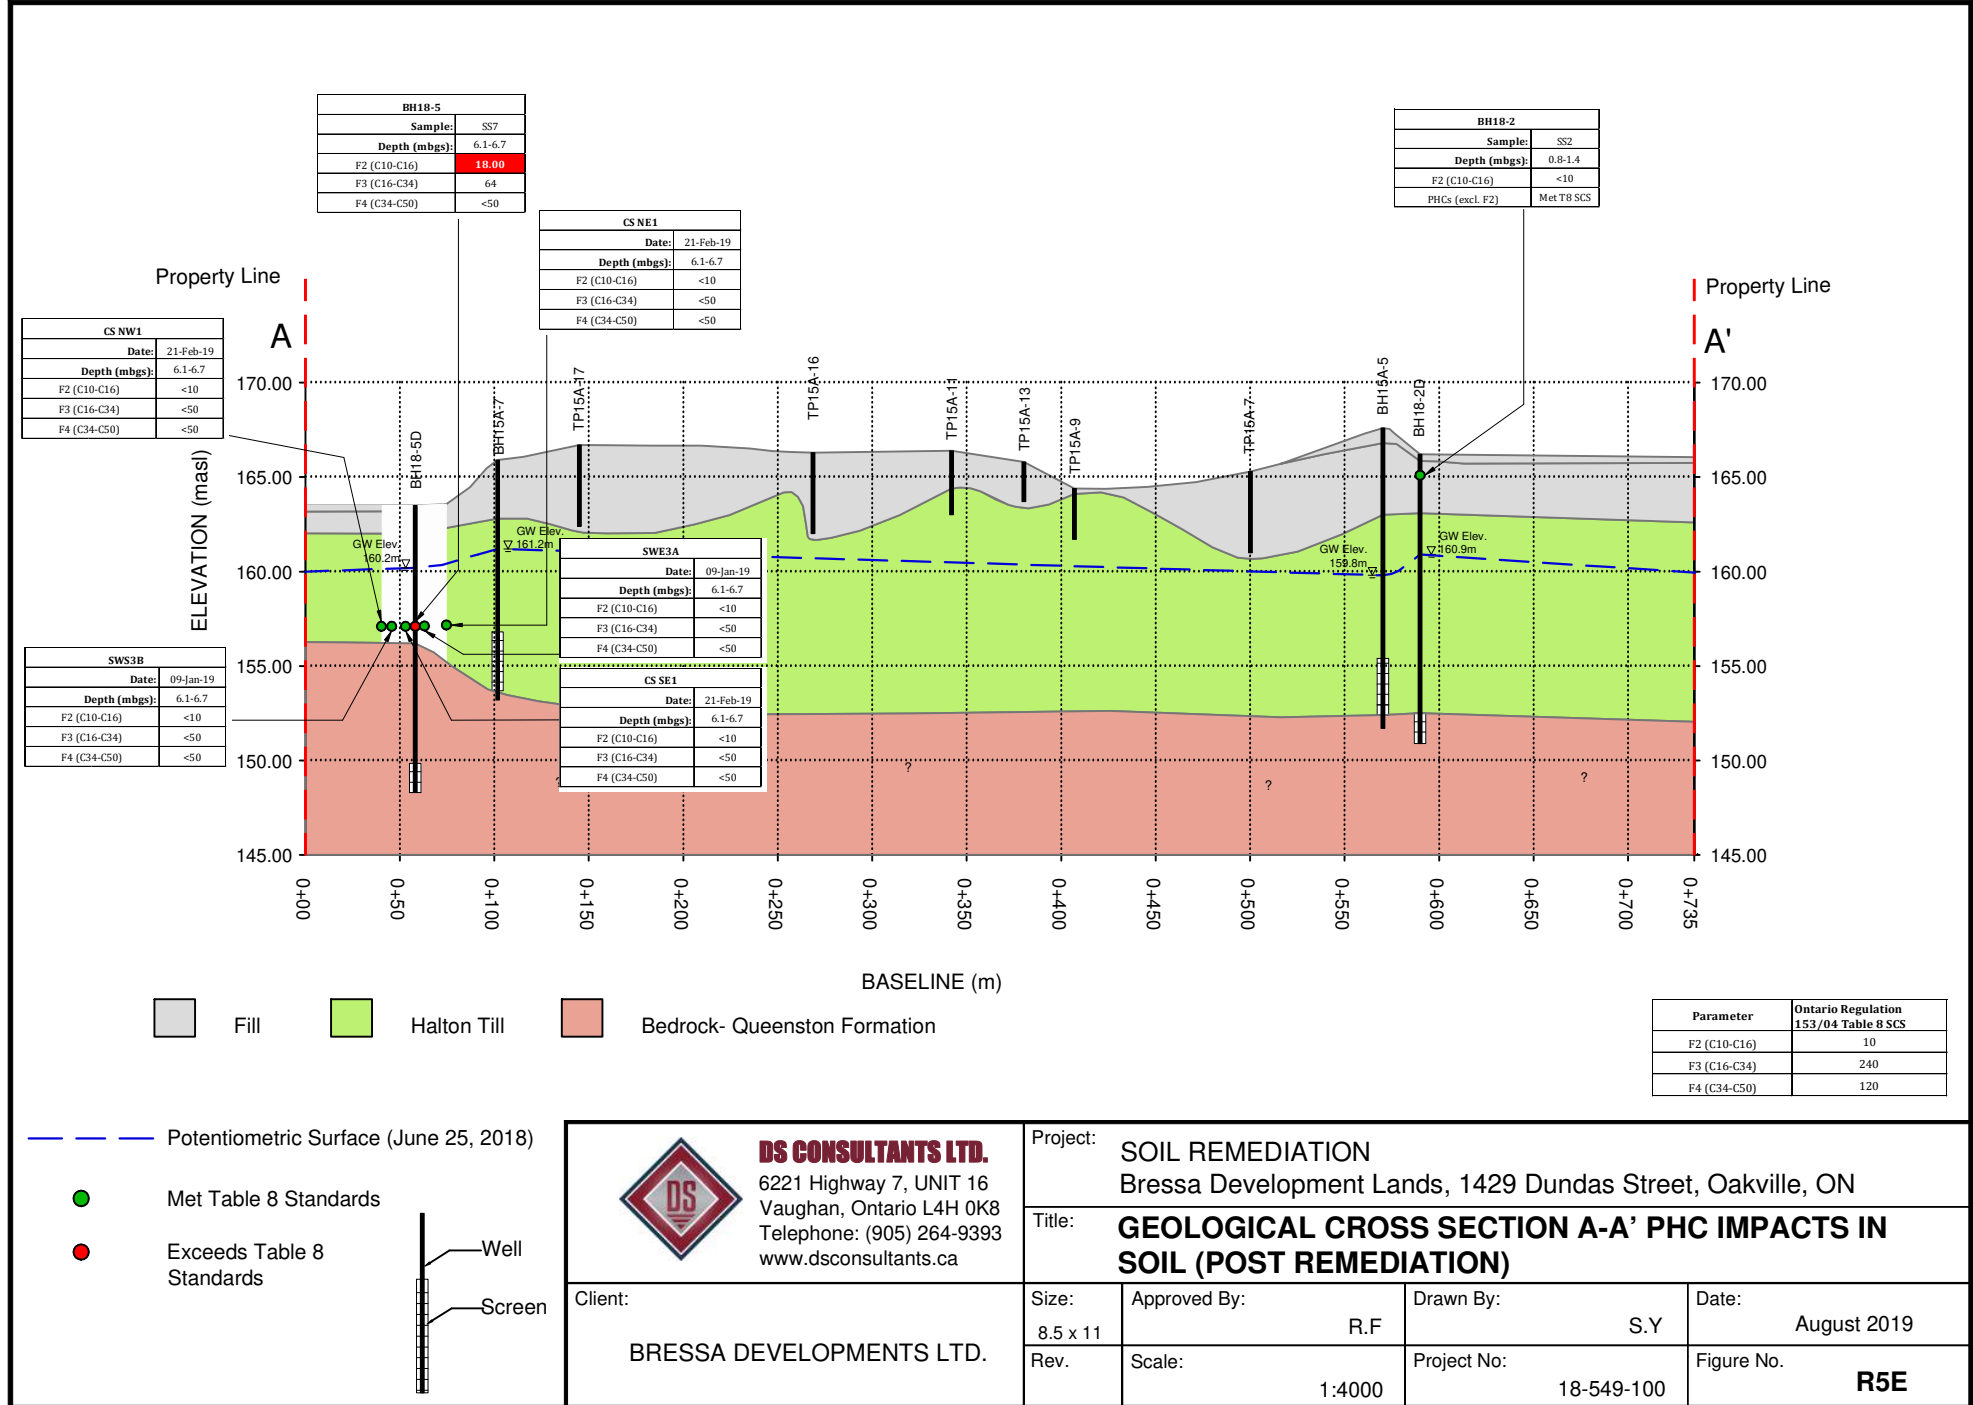 BH18-5
Sample: SS7
Depth (mbgs): 6.1-6.7
F2 (C10-C16) 18.00
F3 (C16-C34) 64
F4 (C34-C50) <50
BH18-2
Sample: SS2
Depth (mbgs): 0.8-1.4
F2 (C10-C16) <10
PHCs (excl. F2) Met T8 SCS
CS NE1
Date: 21-Feb-19
Depth (mbgs): 6.1-6.7
F2 (C10-C16) <10
F3 (C16-C34) <50
F4 (C34-C50) <50
Property Line
Property Line
CS NW1
Date: 21-Feb-19
Depth (mbgs): 6.1-6.7
F2 (C10-C16) <10
F3 (C16-C34) <50
F4 (C34-C50) <50
A
A'
170.00
165.00
160.00
155.00
150.00
145.00
ELEVATION (masl)
BH18-5D
BH15A-7
TP15A-17
TP15A-16
TP15A-11
TP15A-13
TP15A-9
TP15A-7
BH15A-5
BH18-2D
170.00
165.00
160.00
155.00
150.00
145.00
GW Elev.
160.2m
GW Elev.
161.2m
GW Elev.
159.8m
GW Elev.
160.9m
SWE3A
Date: 09-Jan-19
Depth (mbgs): 6.1-6.7
F2 (C10-C16) <10
F3 (C16-C34) <50
F4 (C34-C50) <50
SWS3B
Date: 09-Jan-19
Depth (mbgs): 6.1-6.7
F2 (C10-C16) <10
F3 (C16-C34) <50
F4 (C34-C50) <50
CS SE1
Date: 21-Feb-19
Depth (mbgs): 6.1-6.7
F2 (C10-C16) <10
F3 (C16-C34) <50
F4 (C34-C50) <50
?
?
?
?
0+00
0+50
0+100
0+150
0+200
0+250
0+300
0+350
0+400
0+450
0+500
0+550
0+600
0+650
0+700
0+735
BASELINE (m)
Fill
Halton Till
Bedrock- Queenston Formation
Parameter Ontario Regulation
153/04 Table 8 SCS
F2 (C10-C16) 10
F3 (C16-C34) 240
F4 (C34-C50) 120
Potentiometric Surface (June 25, 2018)
Met Table 8 Standards
Exceeds Table 8
Standards
Well
Screen
DS
DS CONSULTANTS LTD.
6221 Highway 7, UNIT 16
Vaughan, Ontario L4H 0K8
Telephone: (905) 264-9393
www.dsconsultants.ca
Project:
SOIL REMEDIATION
Bressa Development Lands, 1429 Dundas Street, Oakville, ON
Title:
GEOLOGICAL CROSS SECTION A-A’ PHC IMPACTS IN
SOIL (POST REMEDIATION)
Client:
BRESSA DEVELOPMENTS LTD.
Size:
8.5 x 11
Approved By:
R.F
Drawn By:
S.Y
Date:
August 2019
Rev.
Scale:
1:4000
Project No:
18-549-100
Figure No.
R5E